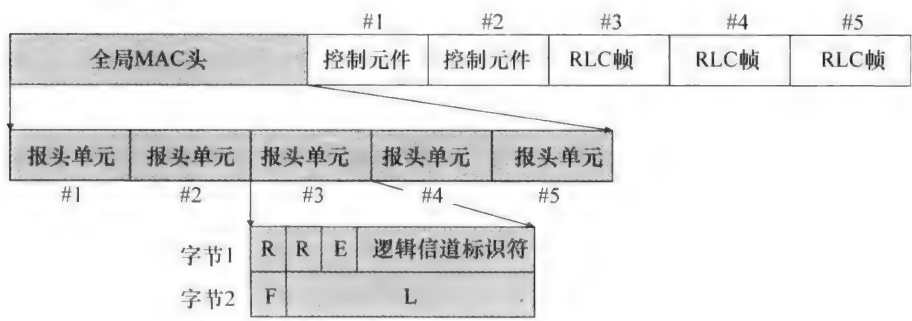 #1 #2 #3 #4 #5
全局MAC头 控制元件 控制元件 RLC帧 RLC帧 RLC帧
报头单元 报头单元 报头单元 报头单元 报头单元
#1 #2 #3 #4 #5
字节1 R R E 逻辑信道标识符
字节2 F L